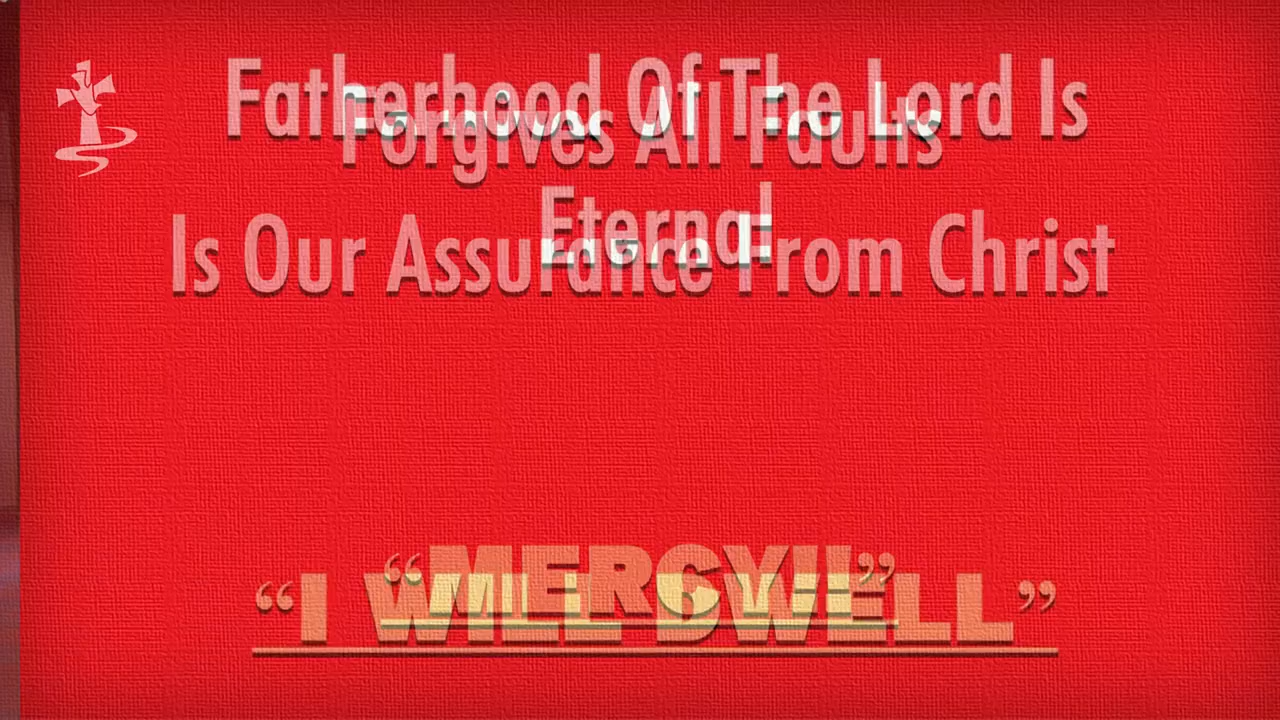 Fatherhood Of The Lord Is
Forgives All Faults
Eternal
Is Our Assurance From Christ
“MERCY!!”
“I WILL DWELL”